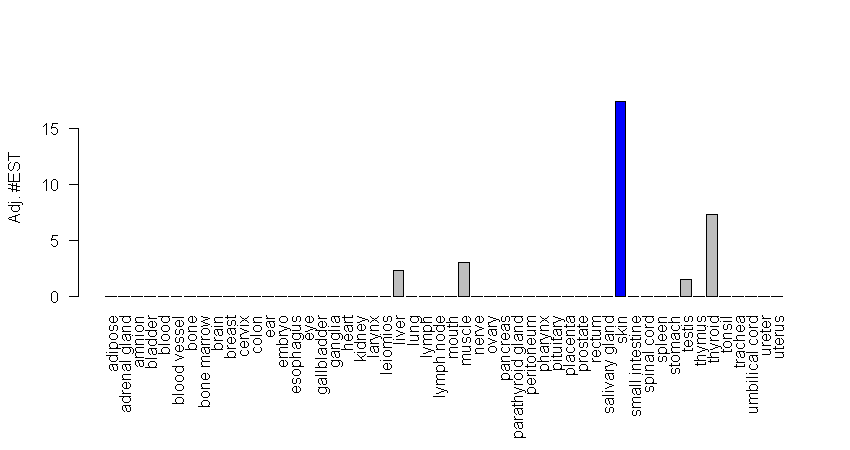 Adj. #EST
15
10
5
0
adipose
adrenal gland
amnion
bladder
blood
blood vessel
bone
bone marrow
brain
breast
cervix
colon
ear
embryo
esophagus
eye
gallbladder
ganglia
heart
kidney
larynx
leiomios
liver
lung
lymph
lymph node
mouth
muscle
nerve
ovary
pancreas
parathyroid gland
peritoneum
pharynx
pituitary
placenta
prostate
rectum
salivary gland
skin
small intestine
spinal cord
spleen
stomach
testis
thymus
thyroid
tonsil
trachea
umbilical cord
ureter
uterus